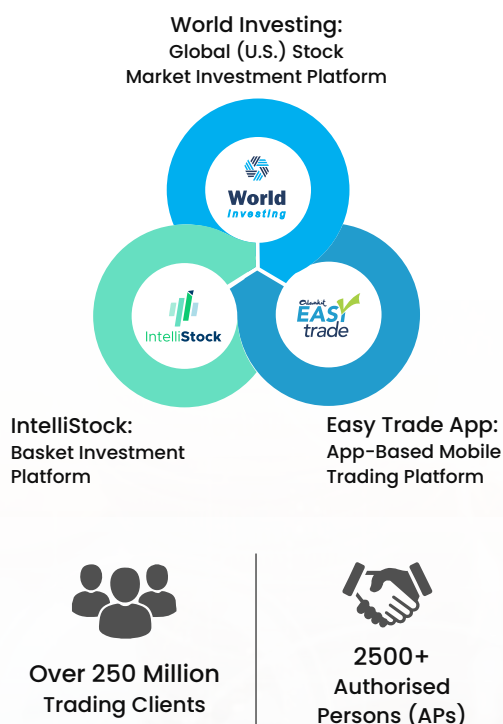 World Investing:
Global (U.S.) Stock
Market Investment Platform
World
Investing
IntelliStock
Alankit
EASY
trade
IntelliStock:
Basket Investment
Platform
Easy Trade App:
App-Based Mobile
Trading Platform
Over 250 Million
Trading Clients
2500+
Authorised
Persons (APs)